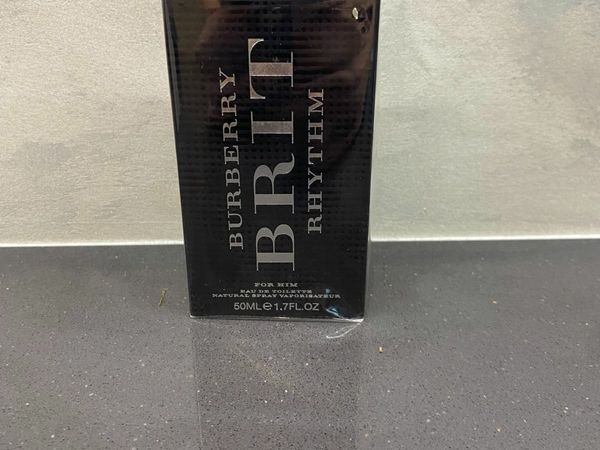 BURBERRY
BRIT
RHYTHM
FOR HIM
EAU DE TOILETTE
NATURAL SPRAY VAPORISATEUR
50ML℮1.7FL.OZ